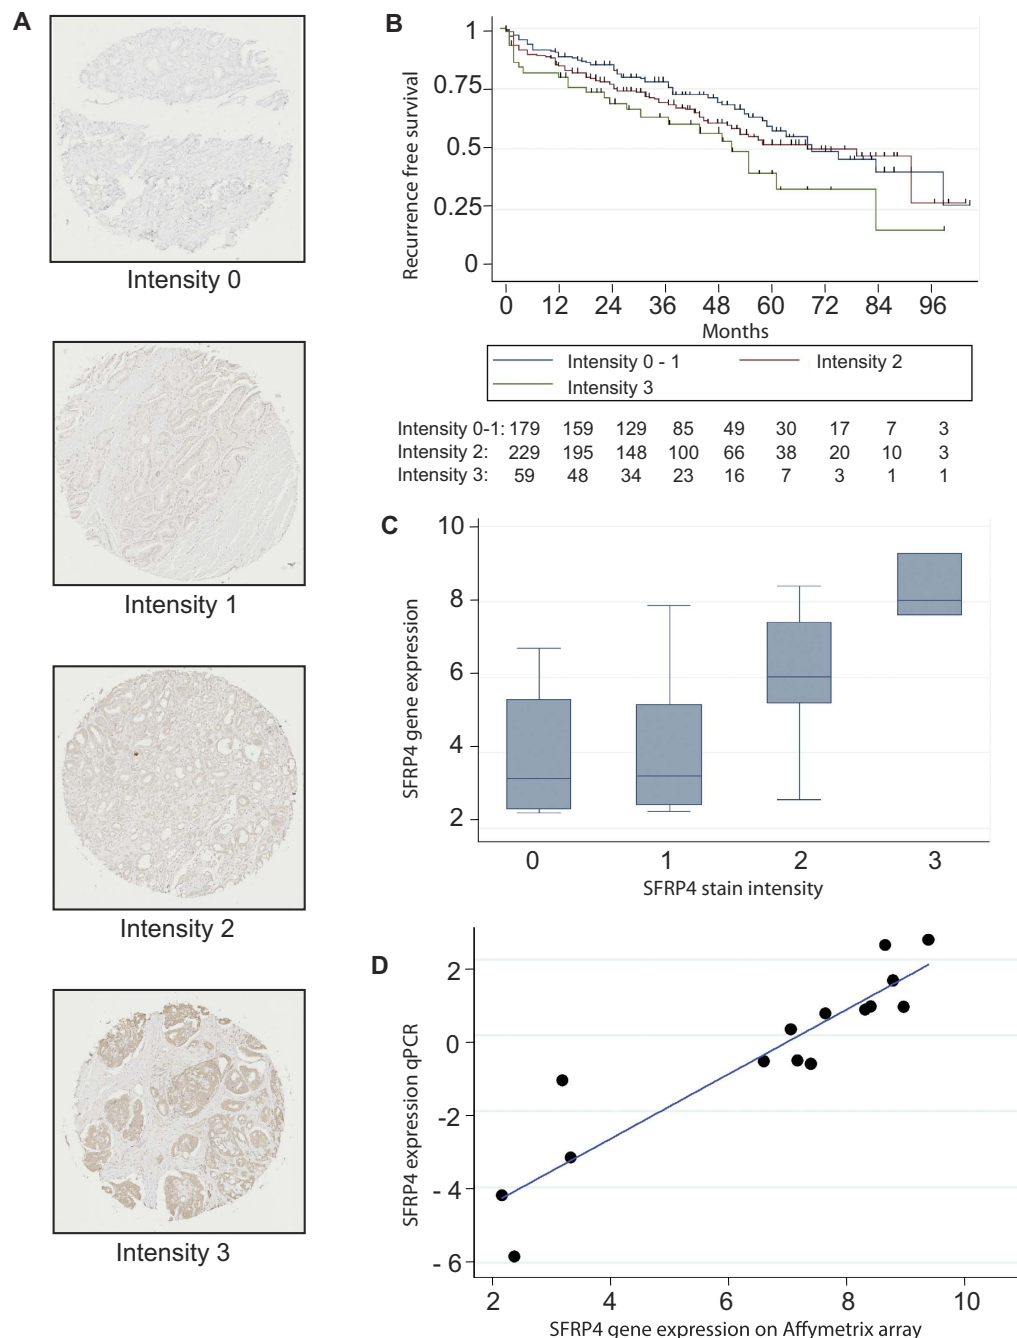 A
Intensity 0
Intensity 1
Intensity 2
Intensity 3
B
Recurrence free survival
1
0.75
0.5
0.25
0
0 12 24 36 48 60 72 84 96
Months
Intensity 0 - 1 Intensity 2
Intensity 3
Intensity 0-1: 179 159 129 85 49 30 17 7 3
Intensity 2: 229 195 148 100 66 38 20 10 3
Intensity 3: 59 48 34 23 16 7 3 1 1
C
SFRP4 gene expression
10
8
6
4
2
0 1 2 3
SFRP4 stain intensity
D
SFRP4 expression qPCR
2
0
-2
- 4
- 6
2 4 6 8 10
SFRP4 gene expression on Affymetrix array